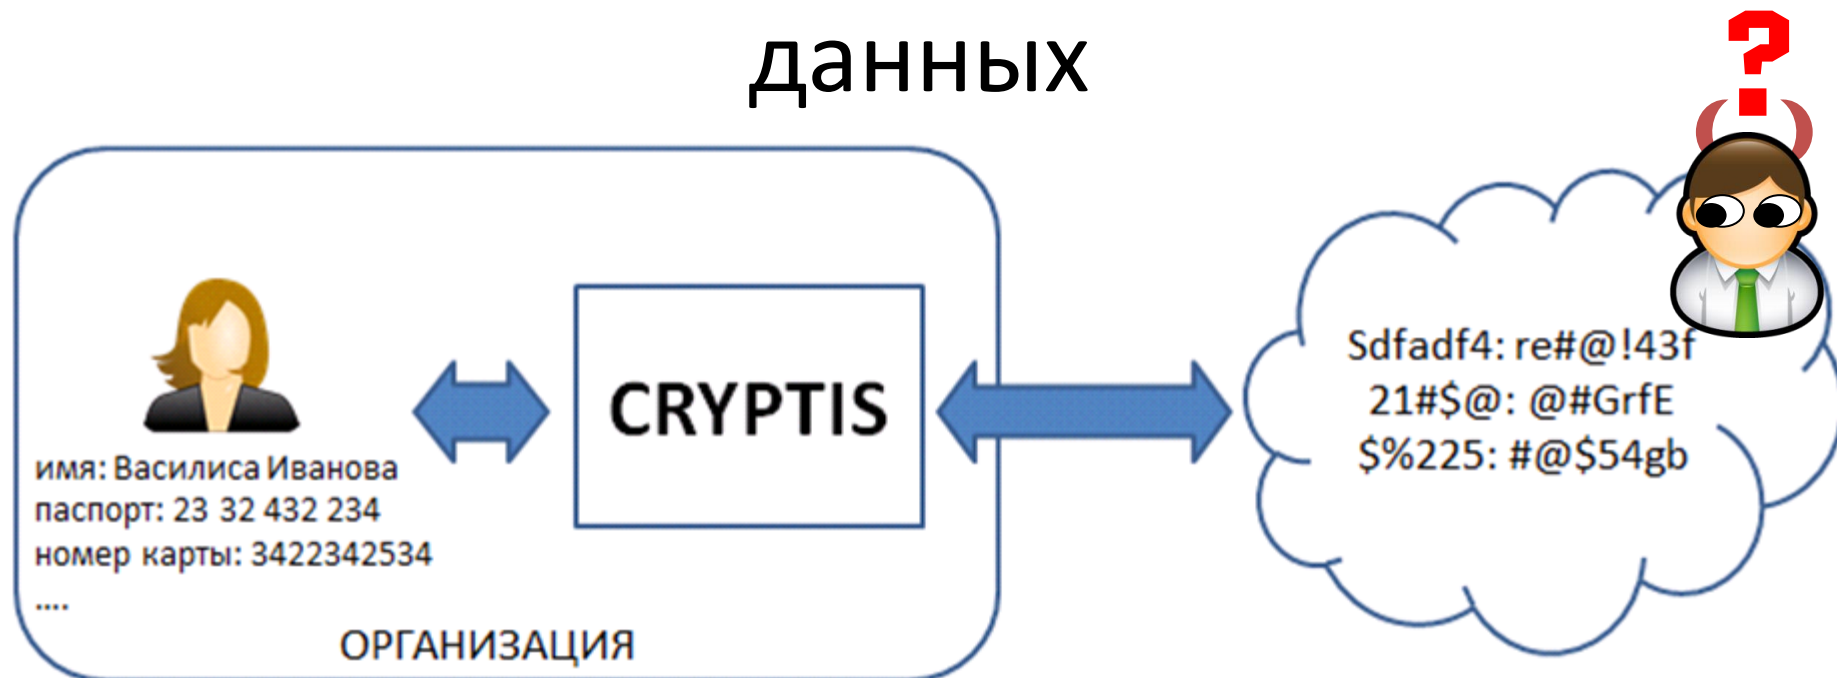 данных
?
имя: Василиса Иванова
паспорт: 23 32 432 234
номер карты: 3422342534
....
ОРГАНИЗАЦИЯ
CRYPTIS
Sdfadf4: re#@!43f
21#$@: @#GrfE
$%225: #@$54gb